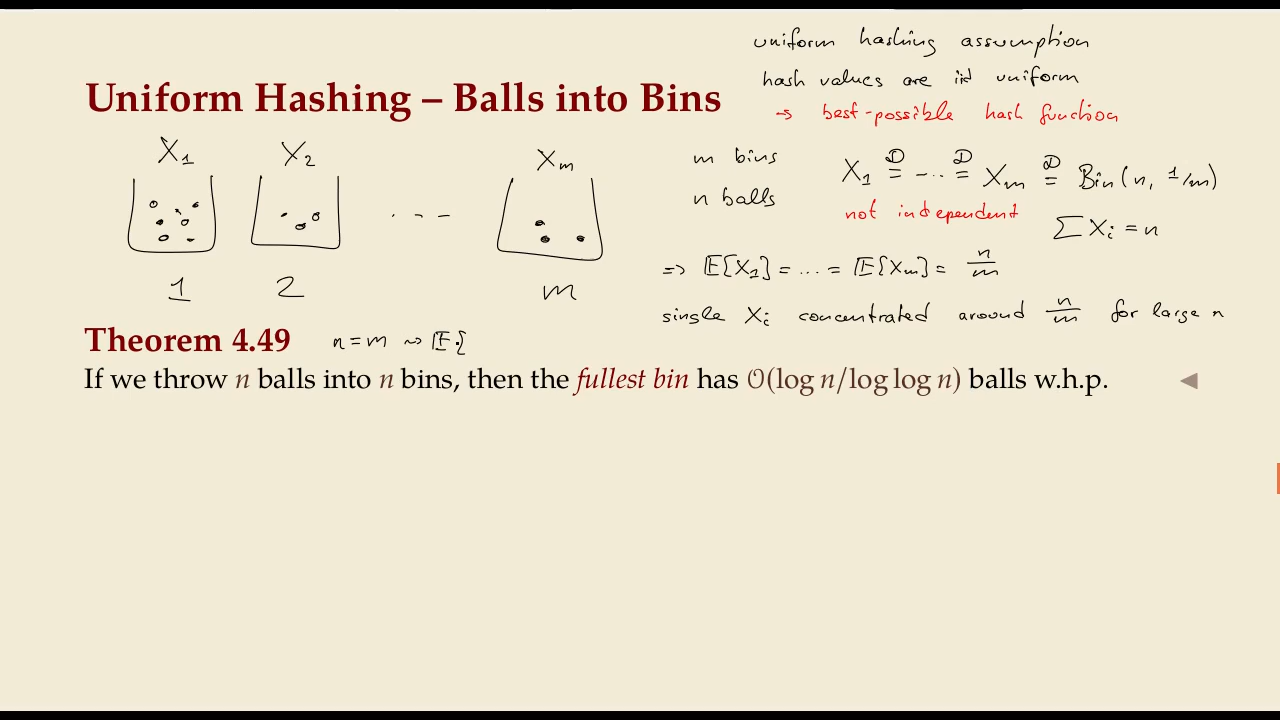 uniform hashing assumption
hash values are iid uniform
→ best-possible hash function
Uniform Hashing – Balls into Bins
X₁ X₂ Xₘ
m bins
n balls
X₁ =ᴰ -.. =ᴰ Xₘ =ᴰ Bin(n, 1/m)
not independent
∑ Xᵢ = n
. - -
1 2 m
=> 𝔼[X₁] = ... = 𝔼[Xₘ] = n/m
single Xᵢ concentrated around n/m for large n
Theorem 4.49 n=m ⇝ 𝔼[
If we throw n balls into n bins, then the fullest bin has O(log n/log log n) balls w.h.p. ◀